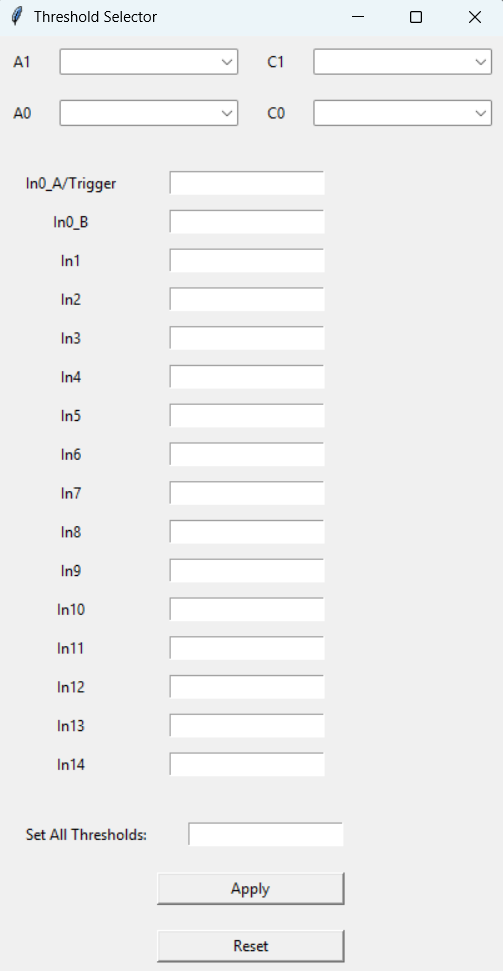 Threshold Selector
A1 C1
A0 C0
In0_A/Trigger
In0_B
In1
In2
In3
In4
In5
In6
In7
In8
In9
In10
In11
In12
In13
In14
Set All Thresholds:
Apply
Reset